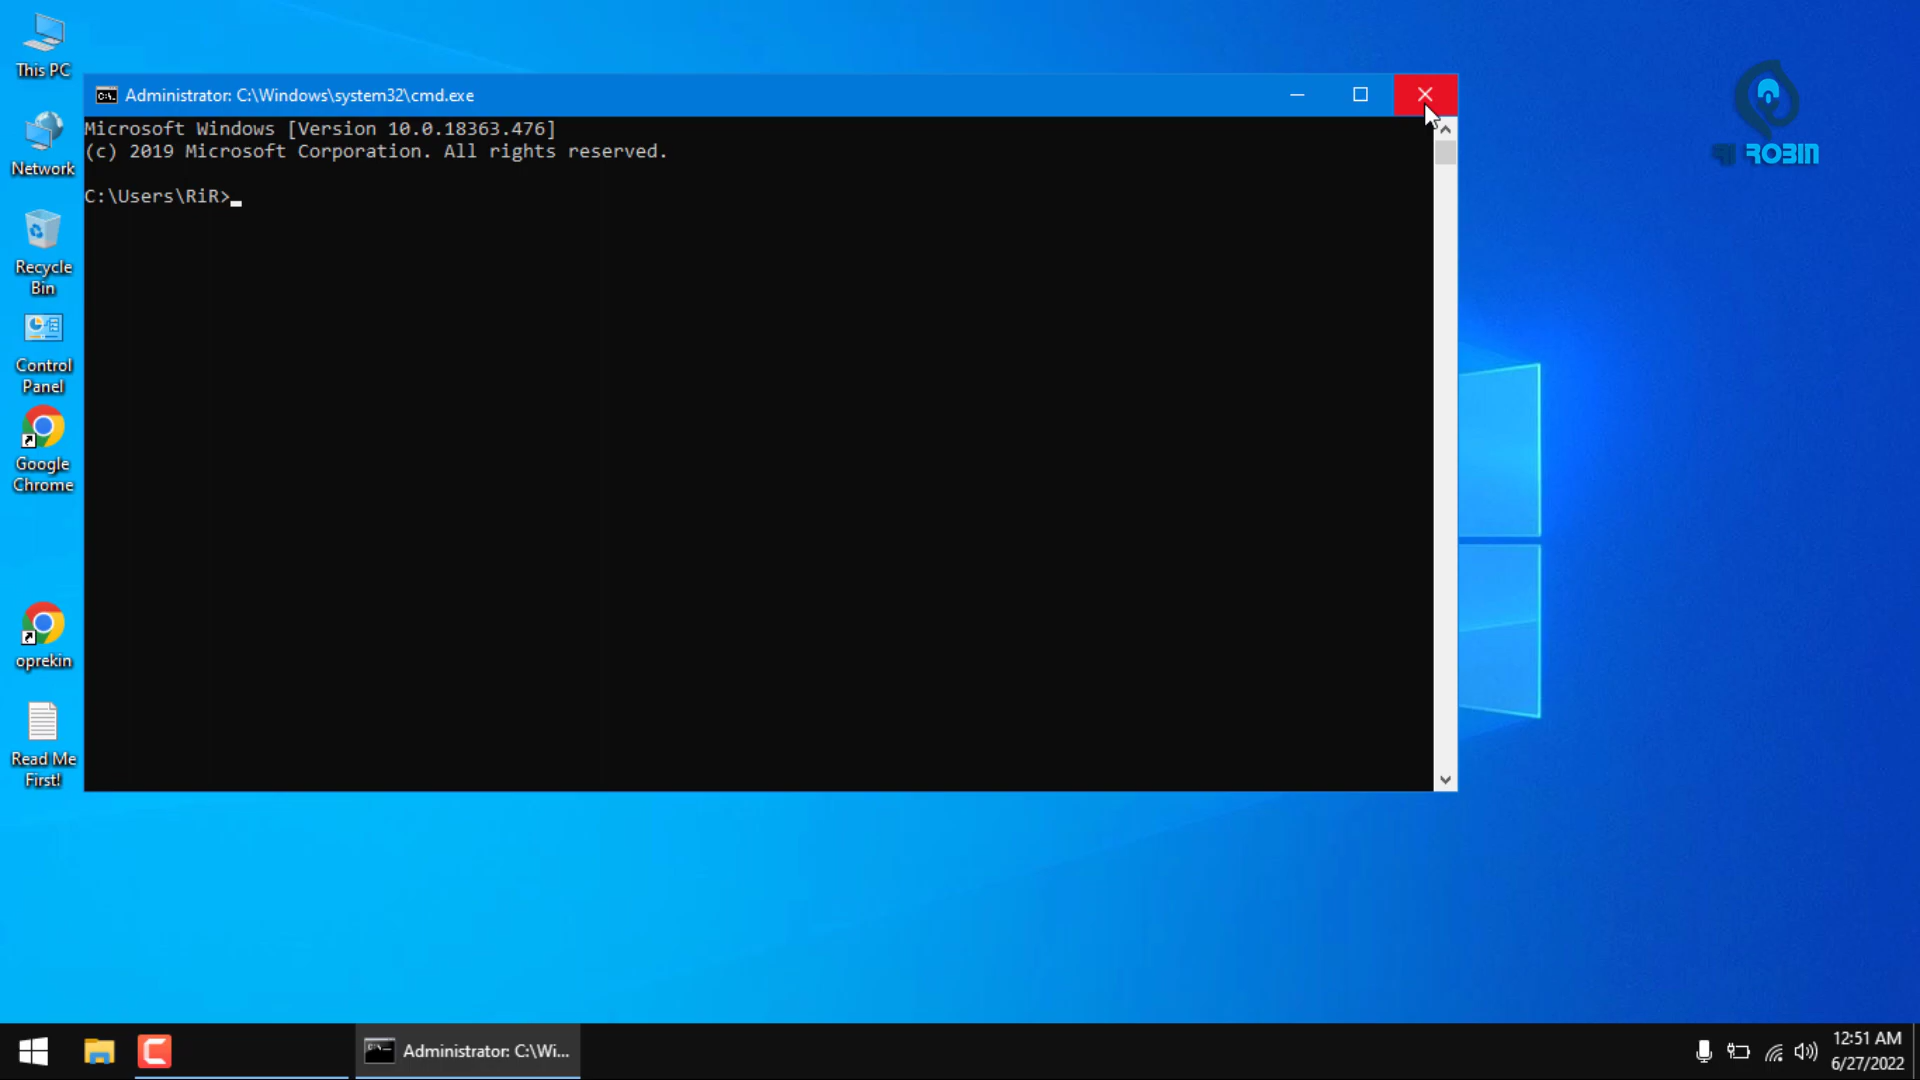 This PC
Network
Recycle
Bin
Control
Panel
Google
Chrome
oprekin
Read Me
First!
Administrator: C:\Windows\system32\cmd.exe
Microsoft Windows [Version 10.0.18363.476]
(c) 2019 Microsoft Corporation. All rights reserved.
C:\Users\RiR>
ROBIN
Administrator: C:\Wi...
12:51 AM
6/27/2022